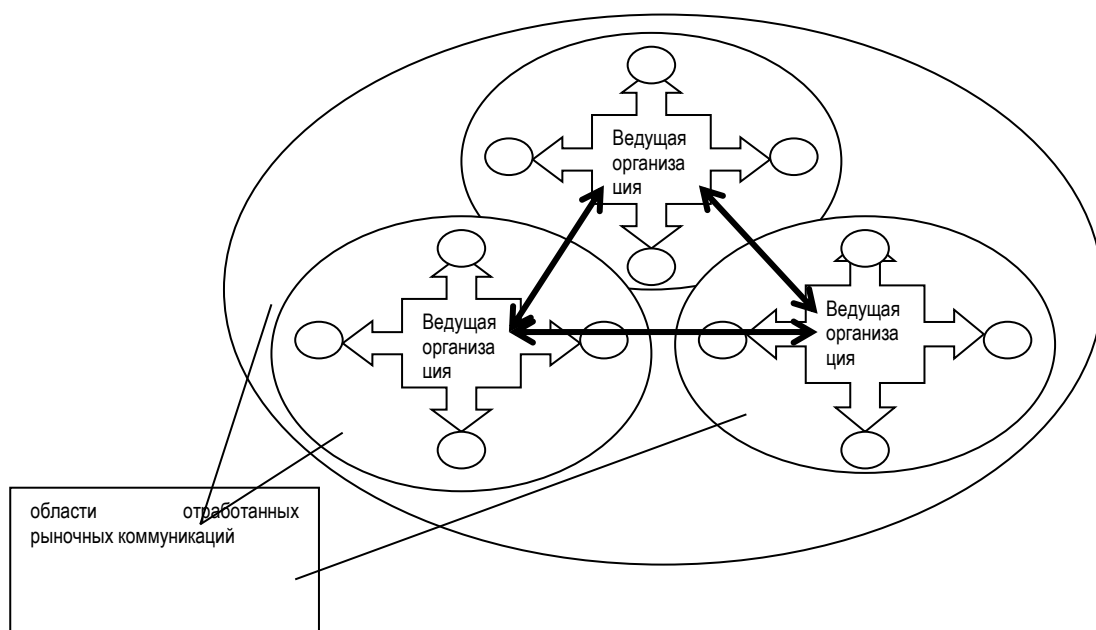 Ведущая
организа
ция
Ведущая
организа
ция
Ведущая
организа
ция
области отработанных
рыночных коммуникаций